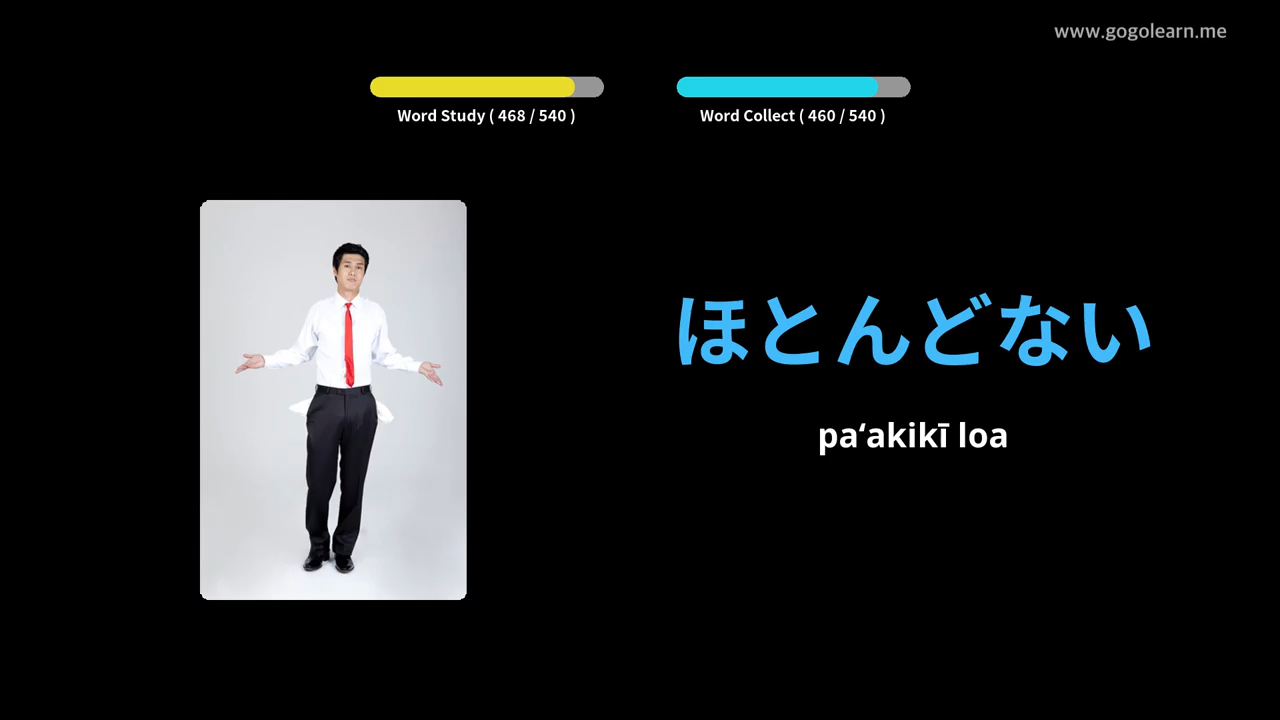 www.gogolearn.me
Word Study ( 468 / 540 )
Word Collect ( 460 / 540 )
ほとんどない
paʻakikī loa